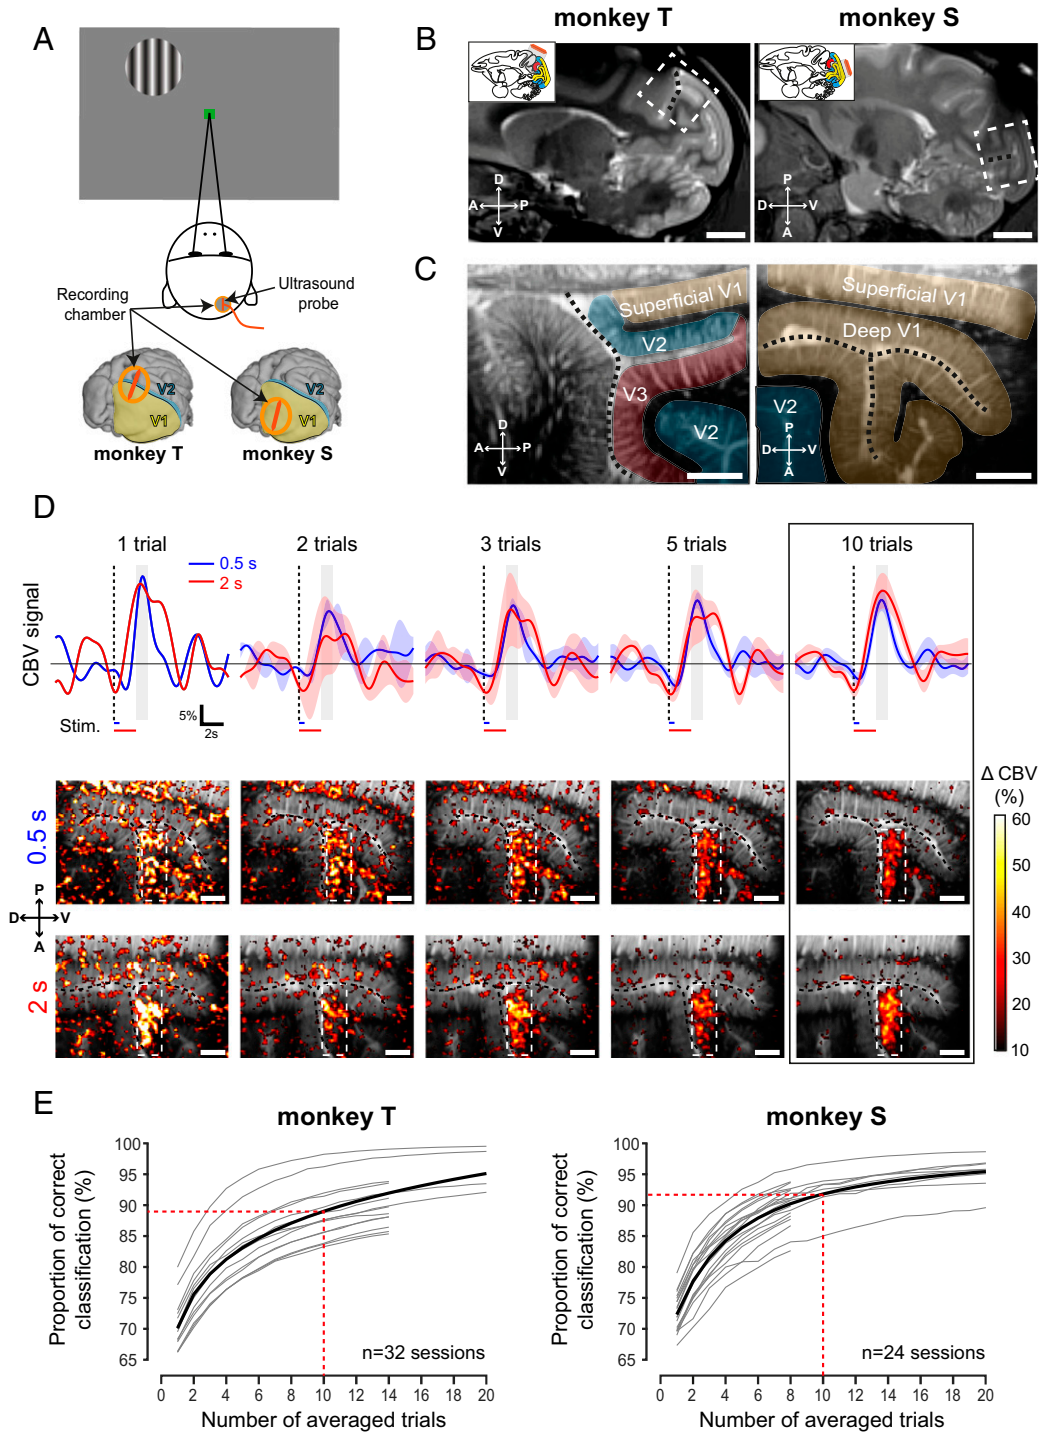 A
Recording
chamber
Ultrasound
probe
V2
V1
V2
V1
monkey T
monkey S
monkey T
monkey S
B
D
A
P
V
P
D
V
A
C
Superficial V1
V2
V3
V2
D
A
P
V
Superficial V1
Deep V1
V2
P
D
V
A
D
1 trial
2 trials
3 trials
5 trials
10 trials
0.5 s
2 s
CBV signal
Stim.
5%
2s
0.5 s
P
D
V
A
2 s
Δ CBV
(%)
60
50
40
30
20
10
E
monkey T
Proportion of correct
classification (%)
100
95
90
85
80
75
70
65
n=32 sessions
0 2 4 6 8 10 12 14 16 18 20
Number of averaged trials
monkey S
Proportion of correct
classification (%)
100
95
90
85
80
75
70
65
n=24 sessions
0 2 4 6 8 10 12 14 16 18 20
Number of averaged trials